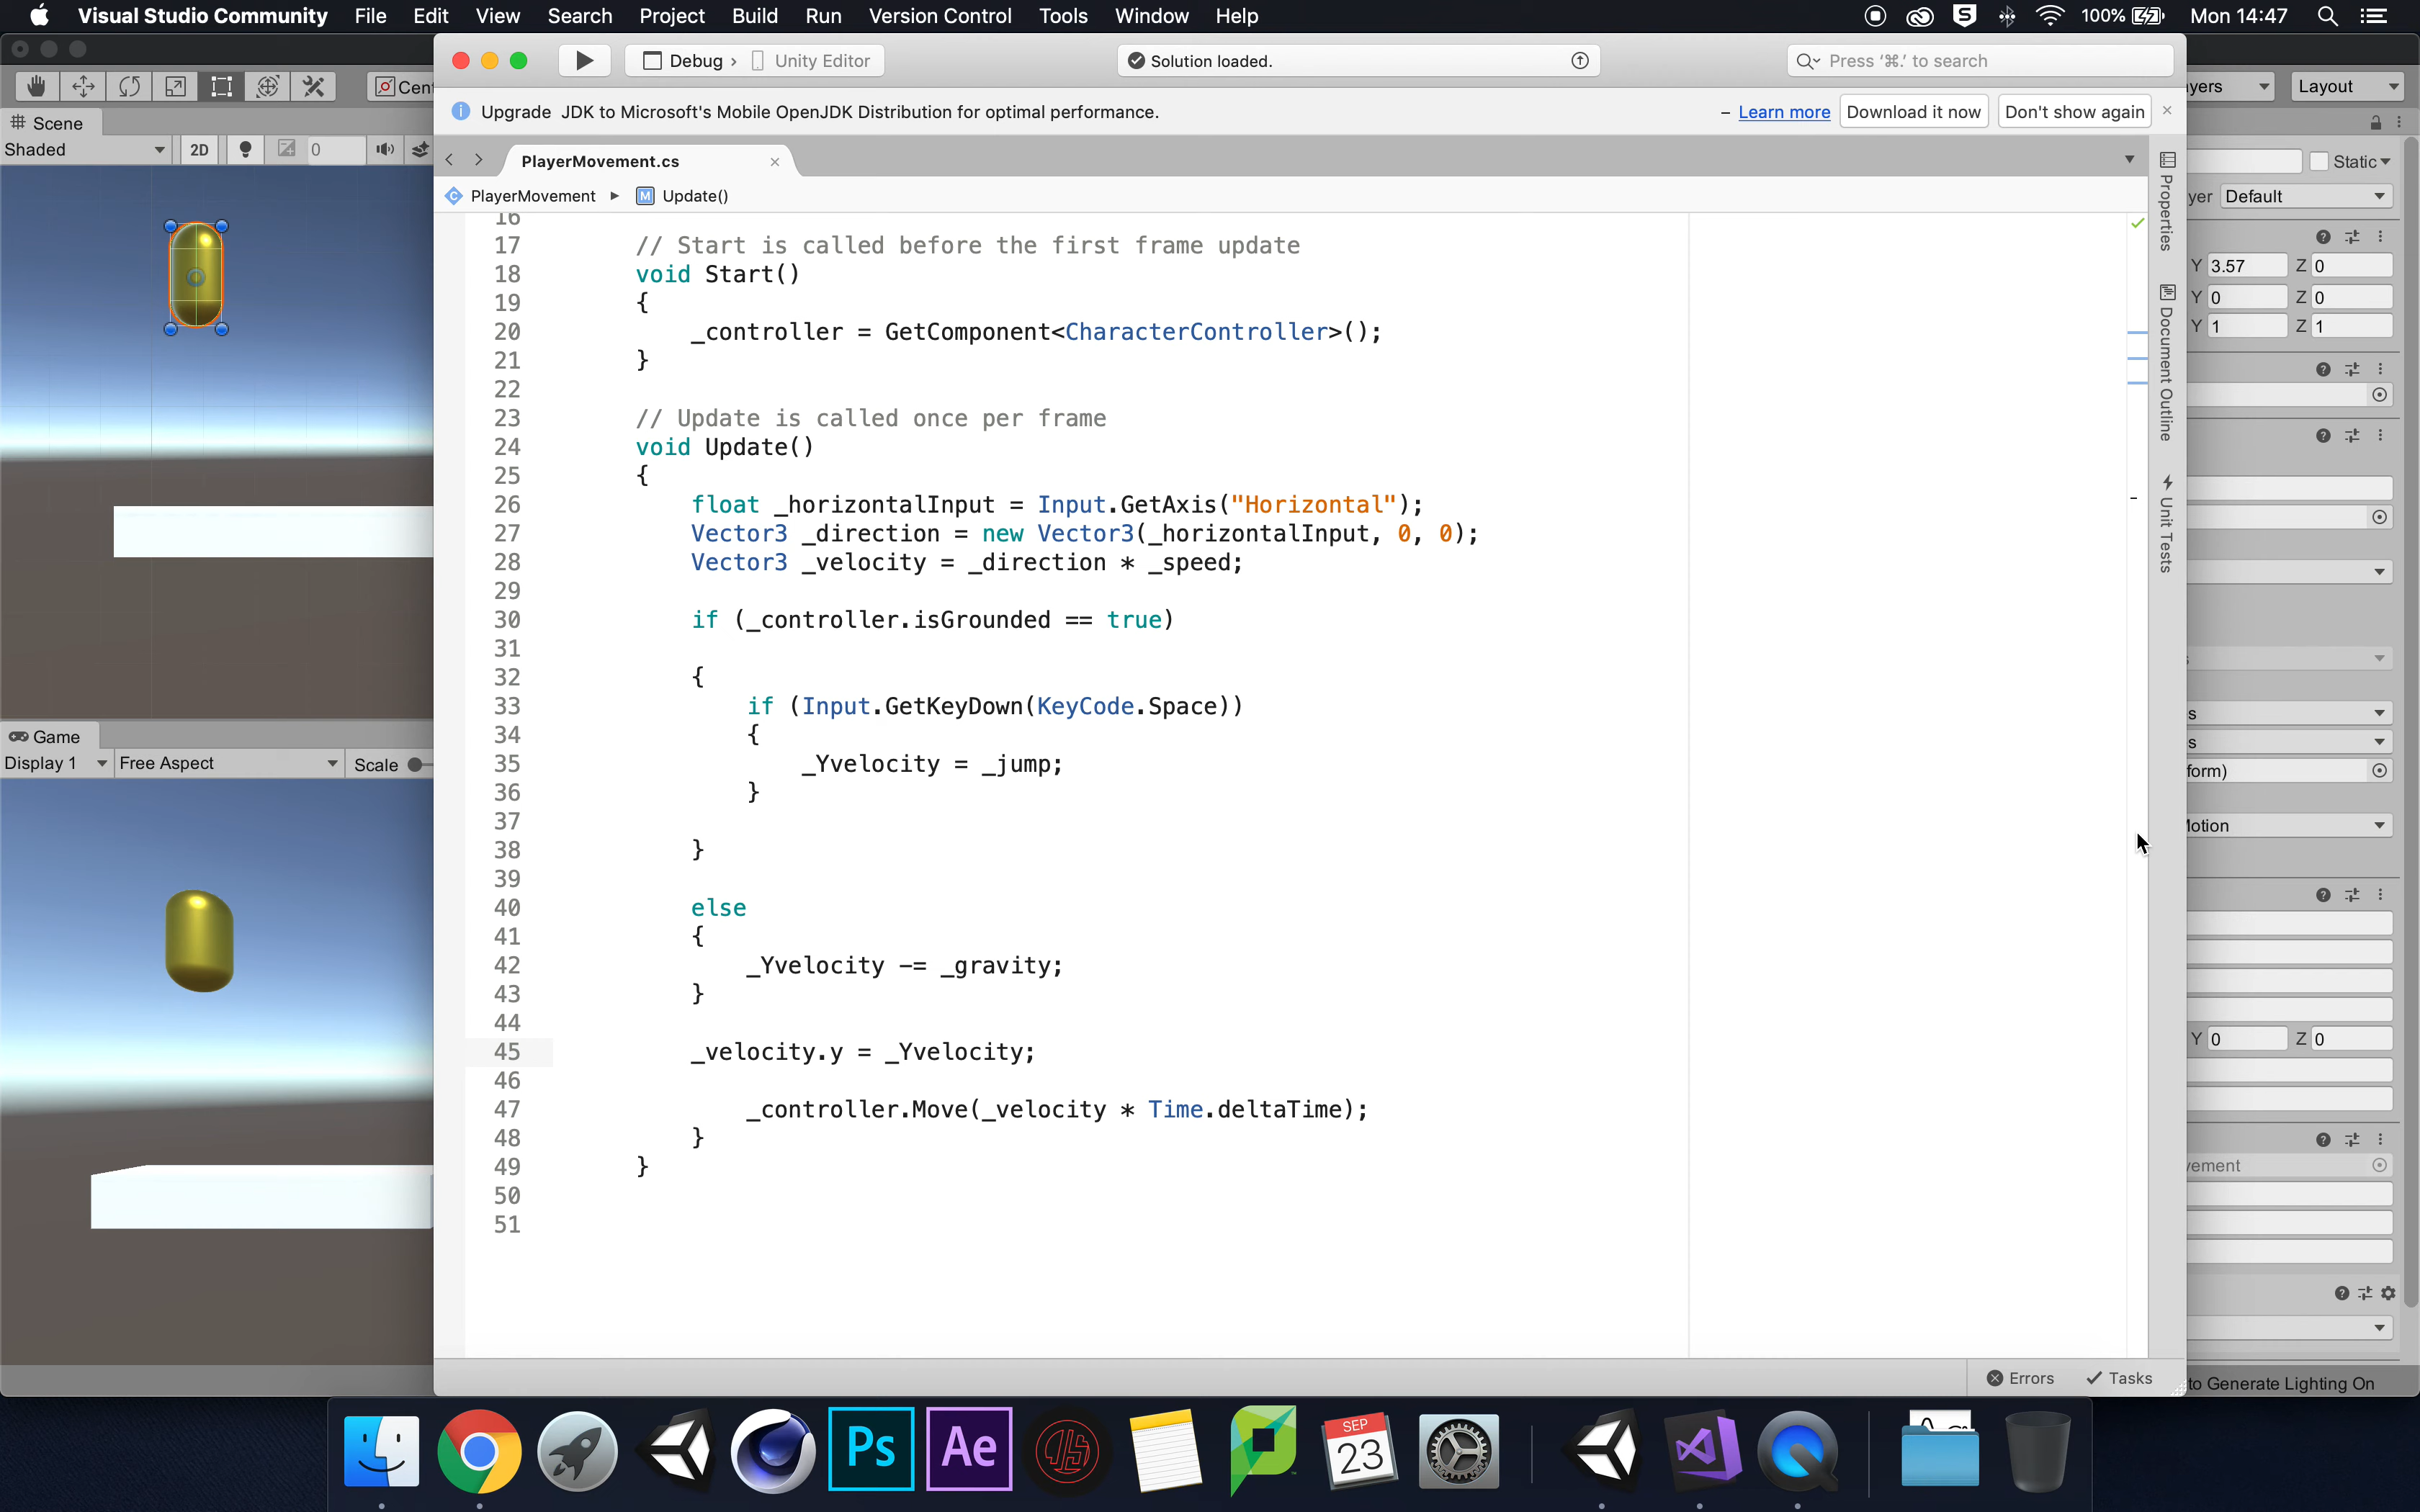 Visual Studio Community File Edit View Search Project Build Run Version Control Tools Window Help 100% Mon 14:47
Debug › Unity Editor
Solution loaded.
Press ‘⌘.’ to search
Layout
Upgrade JDK to Microsoft's Mobile OpenJDK Distribution for optimal performance.
– Learn more Download it now Don't show again
Scene
Shaded 2D 0
PlayerMovement.cs
PlayerMovement ▸ Update()
16
17 // Start is called before the first frame update
18 void Start()
19 {
20 _controller = GetComponent<CharacterController>();
21 }
22
23 // Update is called once per frame
24 void Update()
25 {
26 float _horizontalInput = Input.GetAxis("Horizontal");
27 Vector3 _direction = new Vector3(_horizontalInput, 0, 0);
28 Vector3 _velocity = _direction * _speed;
29
30 if (_controller.isGrounded == true)
31
32 {
33 if (Input.GetKeyDown(KeyCode.Space))
34 {
35 _Yvelocity = _jump;
36 }
37
38 }
39
40 else
41 {
42 _Yvelocity -= _gravity;
43 }
44
45 _velocity.y = _Yvelocity;
46
47 _controller.Move(_velocity * Time.deltaTime);
48 }
49 }
50
51
Game
Display 1 Free Aspect Scale
Properties
Document Outline
Unit Tests
Static
Default
Y 3.57 Z 0
Y 0 Z 0
Y 1 Z 1
form)
Y 0 Z 0
Errors Tasks
to Generate Lighting On
Ps
Ae
SEP
23